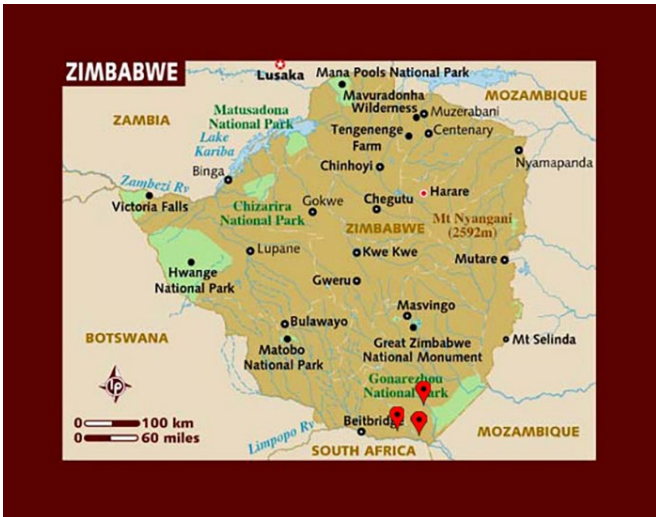 ZIMBABWE
Lusaka
Mana Pools National Park
MOZAMBIQUE
Mavuradonha
Wilderness
Muzerabani
Matusadona
National Park
ZAMBIA
Tengenenge
Farm
Centenary
Lake
Kariba
Nyamapanda
Chinhoyi
Binga
Zambezi Rv
Harare
Victoria Falls
Chizarira
National Park
Gokwe
Chegutu
Mt Nyangani
(2592m)
ZIMBABWE
Lupane
Kwe Kwe
Mutare
Hwange
National Park
Gweru
Masvingo
Bulawayo
BOTSWANA
Great Zimbabwe
National Monument
Mt Selinda
Matobo
National Park
Gonarezhou
National Park
lp
0 100 km
0 60 miles
Beitbridge
Limpopo Rv
MOZAMBIQUE
SOUTH AFRICA